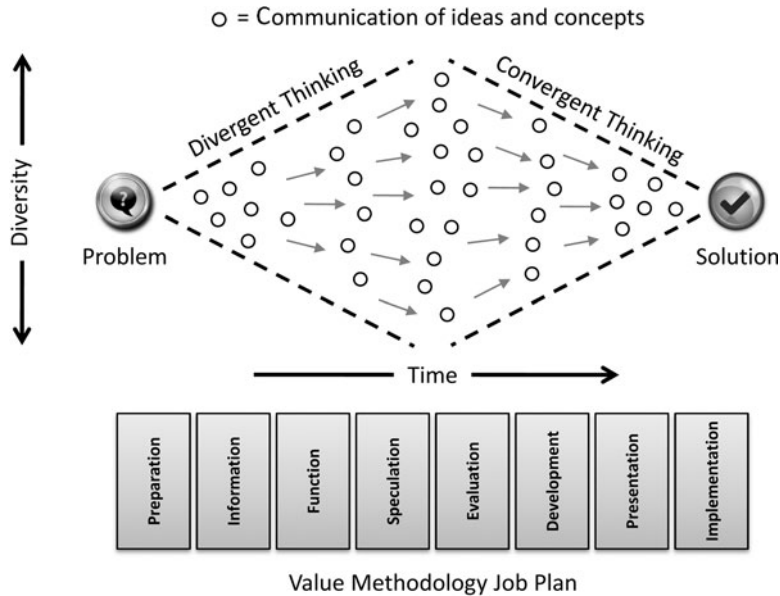 = Communication of ideas and concepts
Divergent Thinking
Convergent Thinking
Diversity
?
Problem
Solution
Time
Preparation
Information
Function
Speculation
Evaluation
Development
Presentation
Implementation
Value Methodology Job Plan